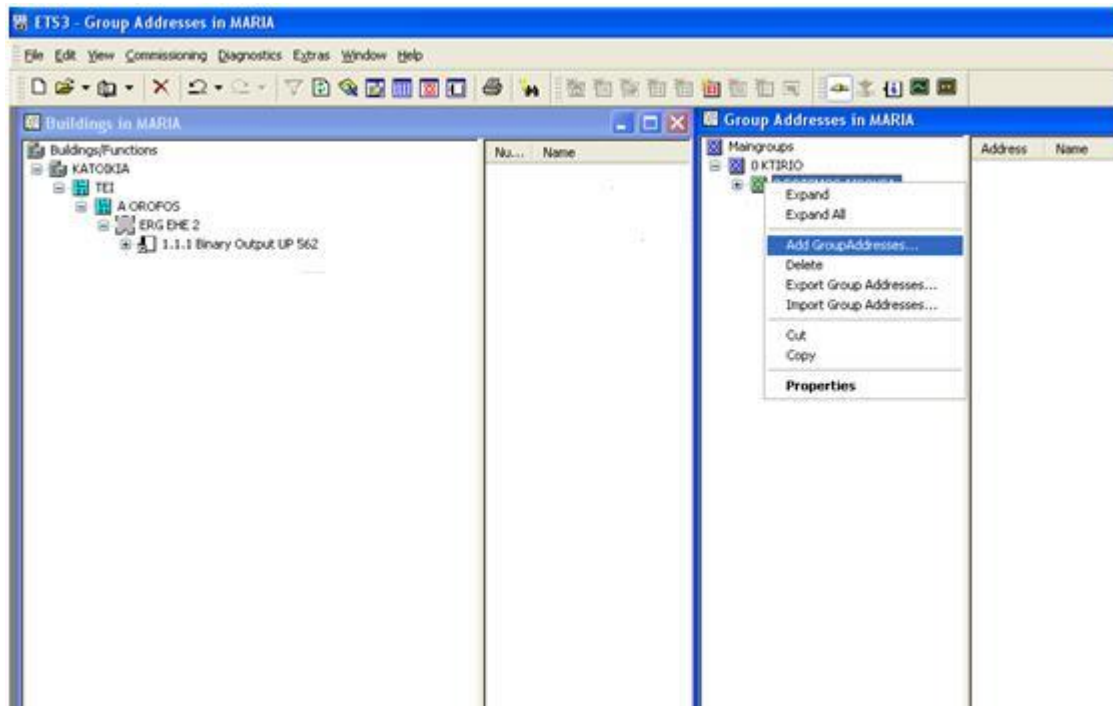 ETS3 - Group Addresses in MARIA
File Edit View Commissioning Diagnostics Extras Window Help
Buildings in MARIA
Buildings/Functions
KATOIXIA
TEI
A OROFOS
ERG EHE 2
1.1.1 Binary Output UP 562
Nu... Name
Group Addresses in MARIA
Maingroups
0 KTIRIO
Address Name
Expand
Expand All
Add GroupAddresses...
Delete
Export Group Addresses...
Import Group Addresses...
Cut
Copy
Properties